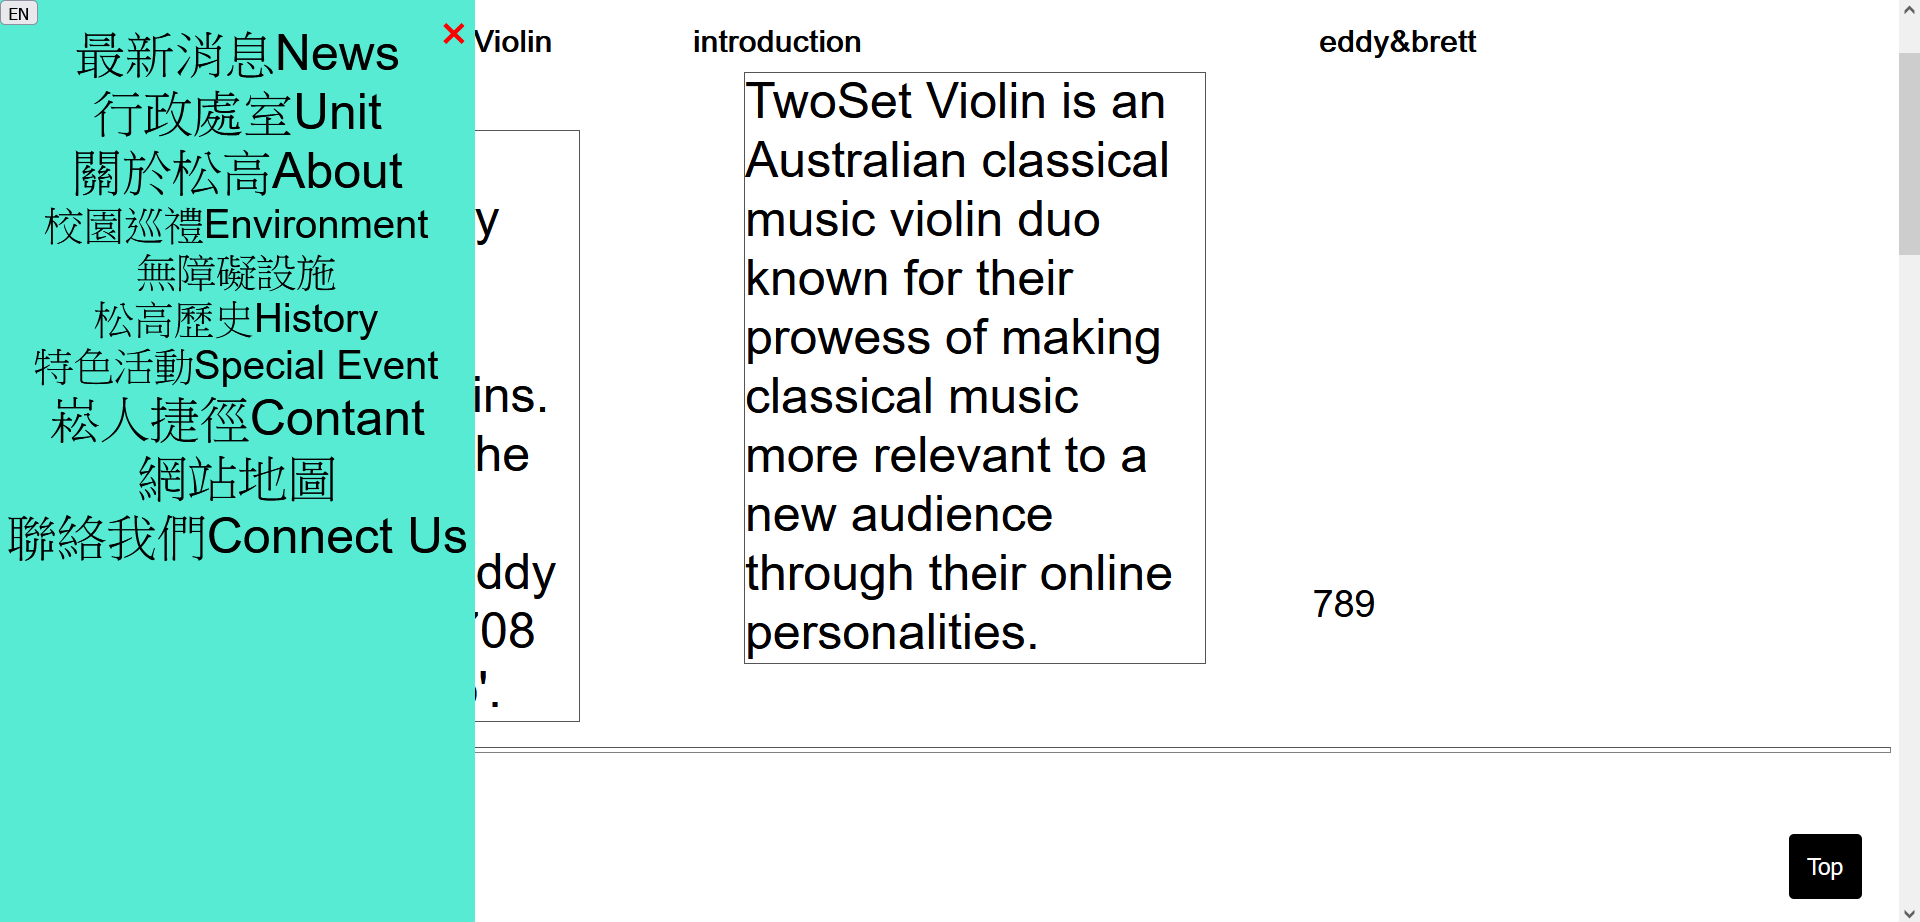 EN
最新消息News
行政處室Unit
關於松高About
校園巡禮Environment
無障礙設施
松高歷史History
特色活動Special Event
崧人捷徑Contant
網站地圖
聯絡我們Connect Us
Violin
introduction
eddy&brett
TwoSet Violin is an
Australian classical
music violin duo
known for their
prowess of making
classical music
more relevant to a
new audience
through their online
personalities.
789
Top